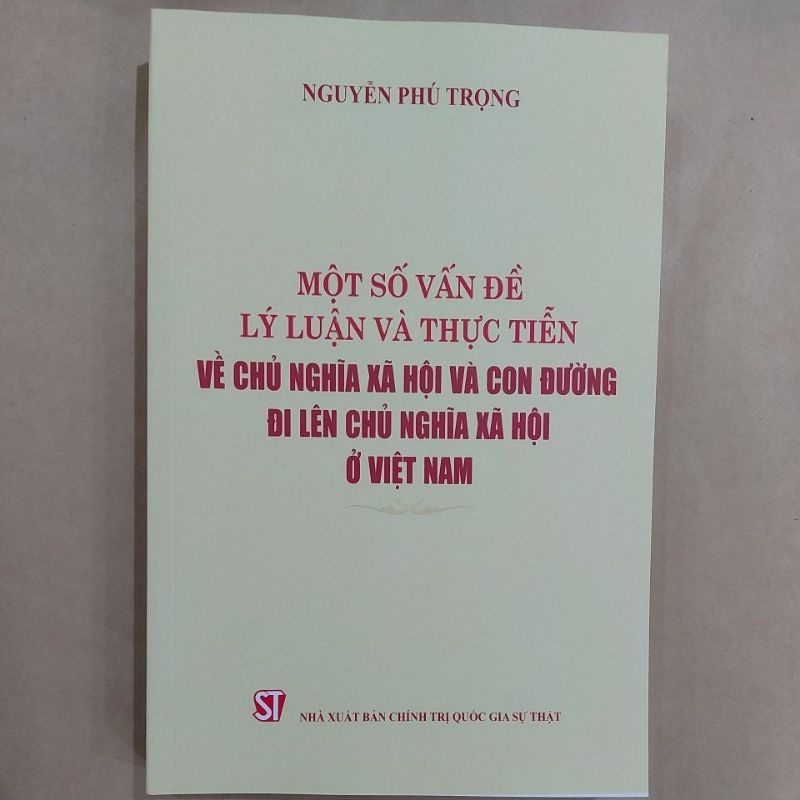 NGUYỄN PHÚ TRỌNG
MỘT SỐ VẤN ĐỀ
LÝ LUẬN VÀ THỰC TIỄN
VỀ CHỦ NGHĨA XÃ HỘI VÀ CON ĐƯỜNG
ĐI LÊN CHỦ NGHĨA XÃ HỘI
Ở VIỆT NAM
ST NHÀ XUẤT BẢN CHÍNH TRỊ QUỐC GIA SỰ THẬT